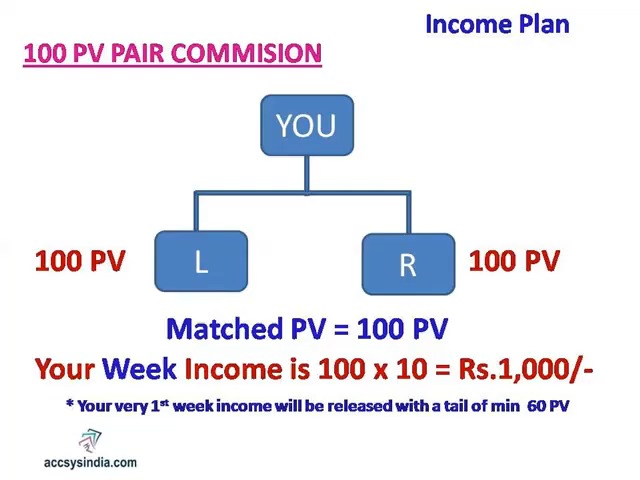 Income Plan
100 PV PAIR COMMISION
YOU
100 PV L R 100 PV
Matched PV = 100 PV
Your Week Income is 100 x 10 = Rs.1,000/-
* Your very 1st week income will be released with a tail of min 60 PV
accsysindia.com